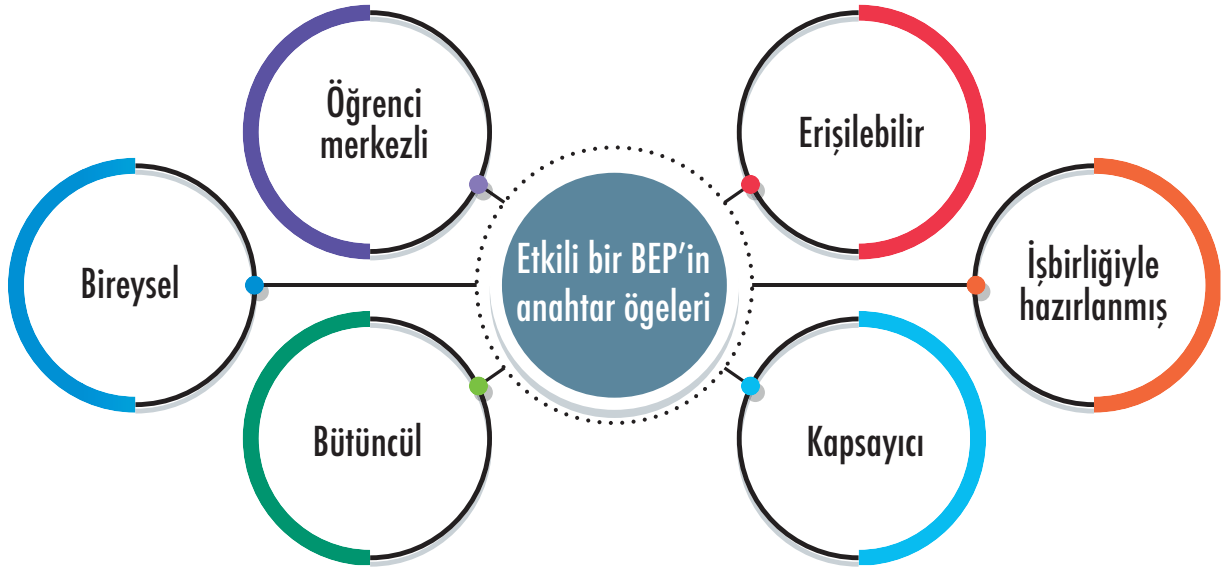 Öğrenci
merkezli
Erişilebilir
Bireysel
Etkili bir BEP’in
anahtar ögeleri
İşbirliğiyle
hazırlanmış
Bütüncül
Kapsayıcı